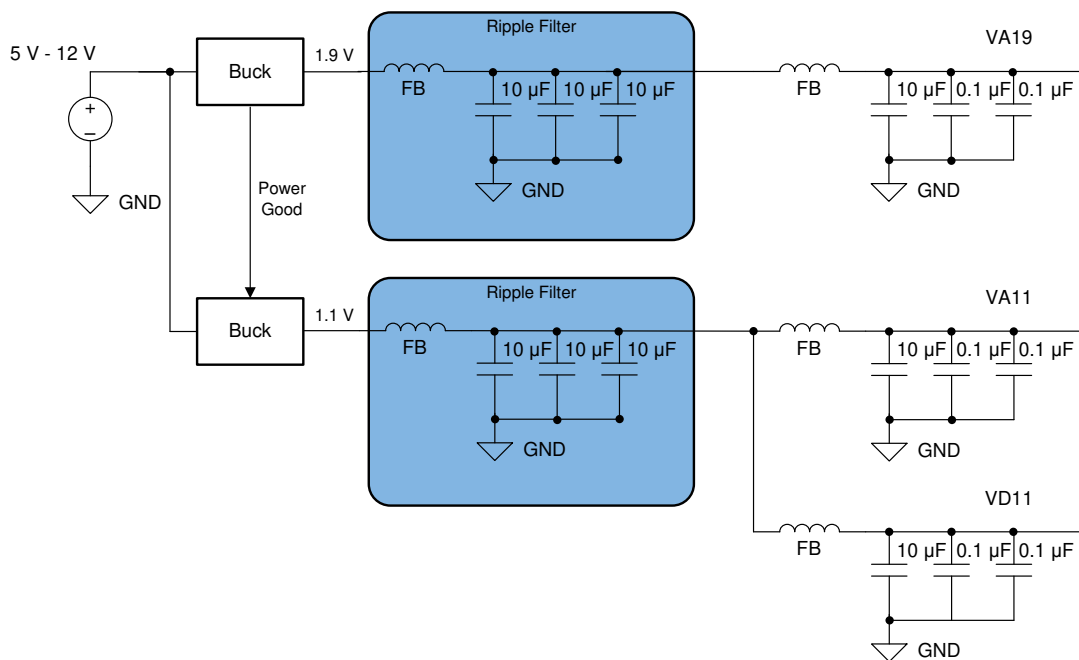 Ripple Filter
VA19
5 V - 12 V
Buck
1.9 V
FB
10 µF 10 µF 10 µF
FB
10 µF 0.1 µF 0.1 µF
+
–
GND
GND
GND
Power
Good
Ripple Filter
VA11
Buck
1.1 V
FB
10 µF 10 µF 10 µF
FB
10 µF 0.1 µF 0.1 µF
GND
GND
VD11
FB
10 µF 0.1 µF 0.1 µF
GND